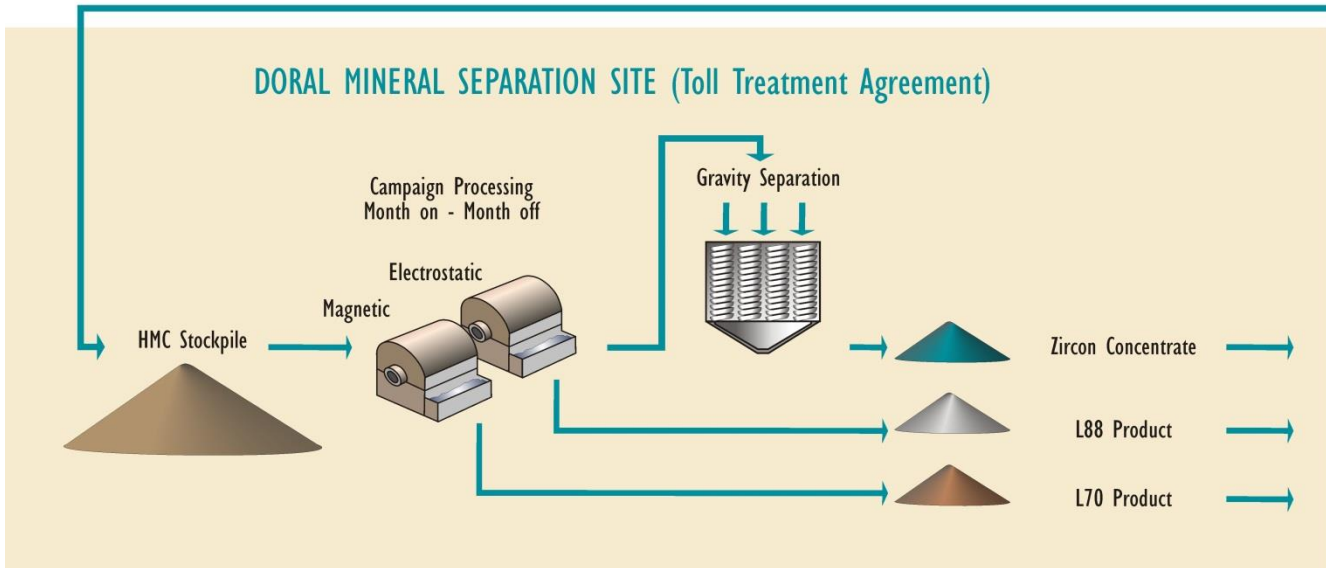 DORAL MINERAL SEPARATION SITE (Toll Treatment Agreement)
Campaign Processing
Month on - Month off
Gravity Separation
Electrostatic
Magnetic
HMC Stockpile
Zircon Concentrate
L88 Product
L70 Product